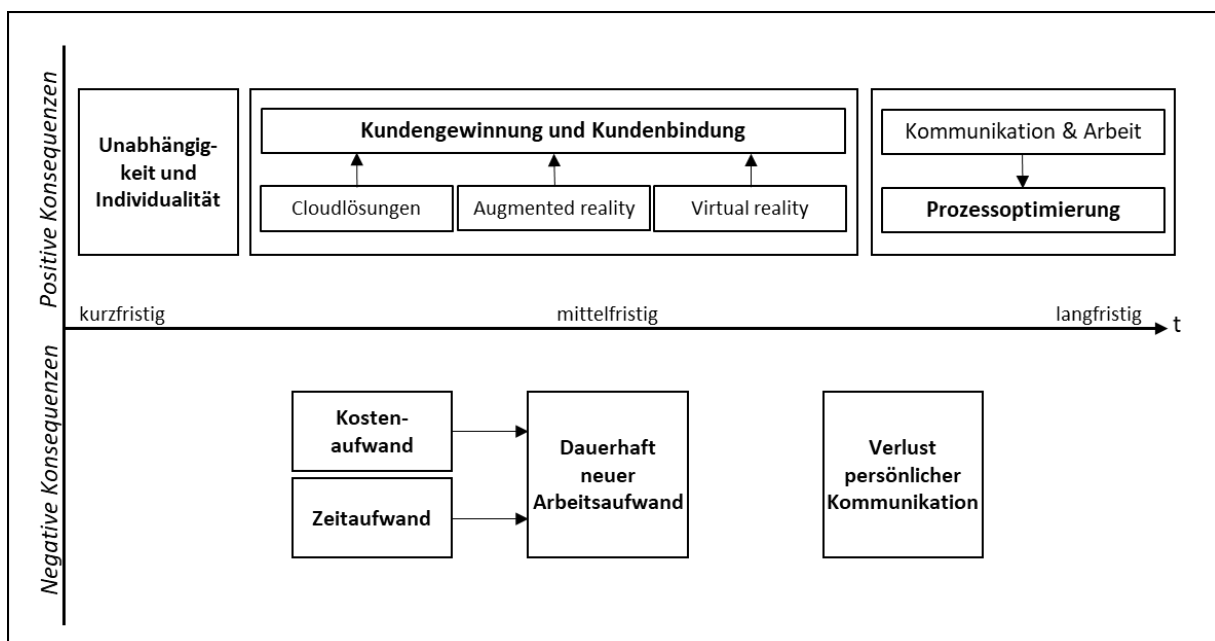 Positive Konsequenzen
Unabhängig-
keit und
Individualität
Kundengewinnung und Kundenbindung
Cloudlösungen
Augmented reality
Virtual reality
Kommunikation & Arbeit
Prozessoptimierung
kurzfristig
mittelfristig
langfristig
t
Negative Konsequenzen
Kosten-
aufwand
Zeitaufwand
Dauerhaft
neuer
Arbeitsaufwand
Verlust
persönlicher
Kommunikation